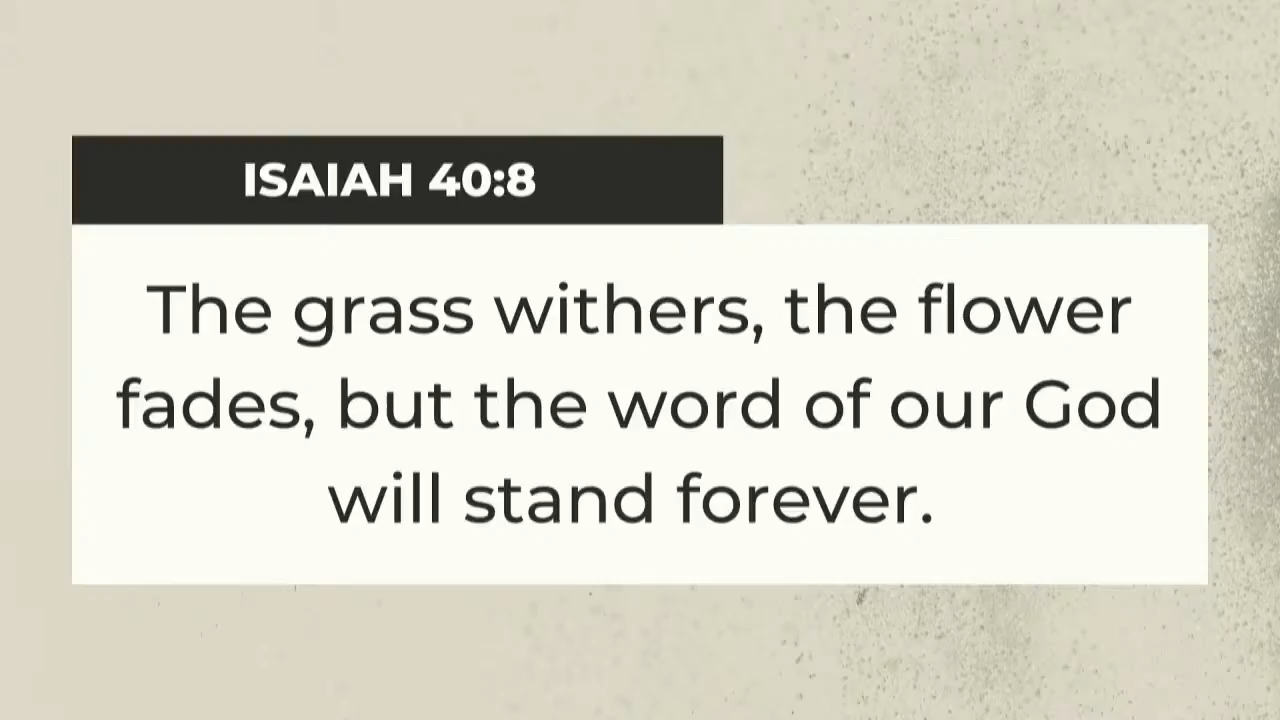 ISAIAH 40:8
The grass withers, the flower
fades, but the word of our God
will stand forever.